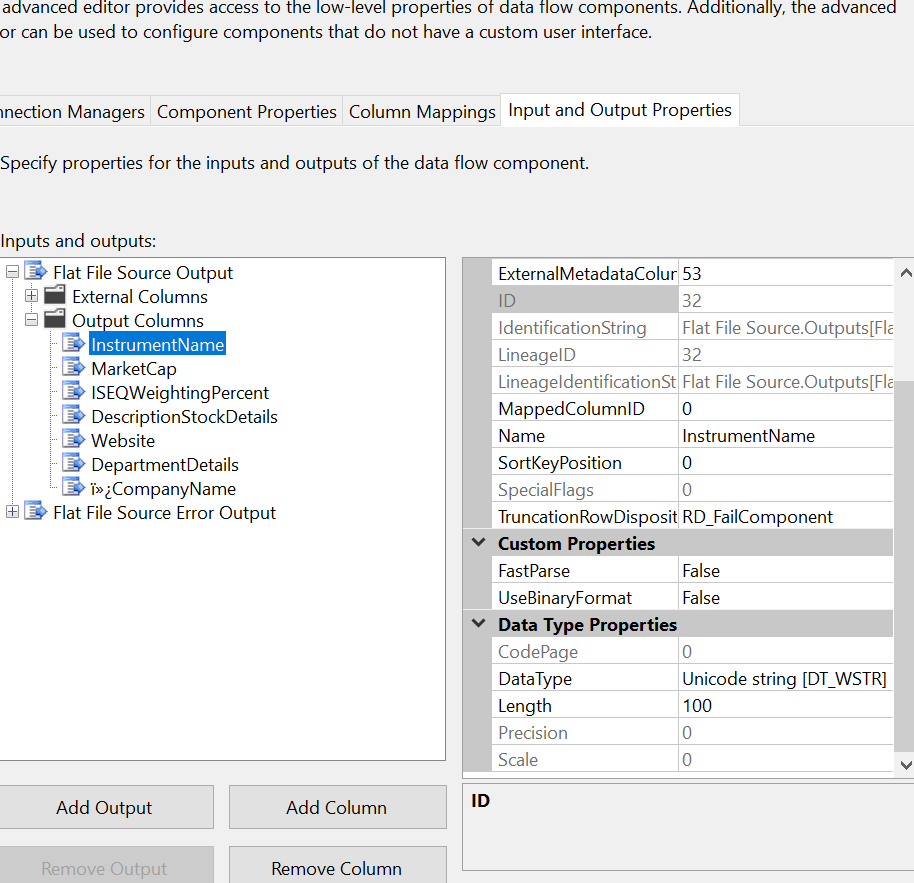 advanced editor provides access to the low-level properties of data flow components. Additionally, the advanced
or can be used to configure components that do not have a custom user interface.
nnection Managers
Component Properties
Column Mappings
Input and Output Properties
Specify properties for the inputs and outputs of the data flow component.
Inputs and outputs:
Flat File Source Output
External Columns
Output Columns
InstrumentName
MarketCap
ISEQWeightingPercent
DescriptionStockDetails
Website
DepartmentDetails
ï»¿CompanyName
Flat File Source Error Output
ExternalMetadataColur 53
ID 32
IdentificationString Flat File Source.Outputs[Fla
LineageID 32
LineageIdentificationSt Flat File Source.Outputs[Fla
MappedColumnID 0
Name InstrumentName
SortKeyPosition 0
SpecialFlags 0
TruncationRowDisposit RD_FailComponent
Custom Properties
FastParse False
UseBinaryFormat False
Data Type Properties
CodePage 0
DataType Unicode string [DT_WSTR]
Length 100
Precision 0
Scale 0
Add Output
Add Column
Remove Output
Remove Column
ID